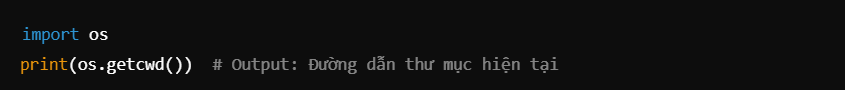 import os
print(os.getcwd())  # Output: Đường dẫn thư mục hiện tại